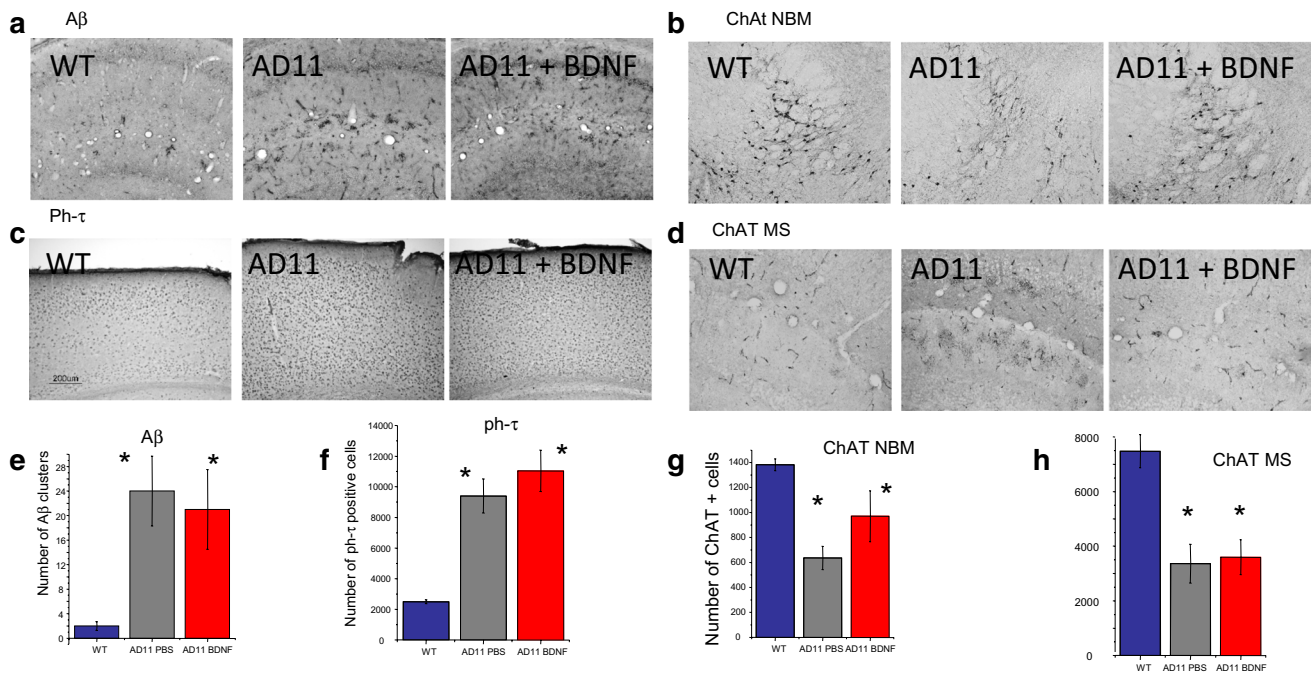 a Aβ
WT AD11 AD11 + BDNF
b ChAt NBM
WT AD11 AD11 + BDNF
c Ph-τ
WT AD11 AD11 + BDNF
200um
d ChAT MS
WT AD11 AD11 + BDNF
e Aβ
Number of Aβ clusters
28
24
20
16
12
8
4
0
* *
WT AD11 PBS AD11 BDNF
f ph-τ
Number of ph-τ positive cells
14000
12000
10000
8000
6000
4000
2000
0
* *
WT AD11 PBS AD11 BDNF
g ChAT NBM
Number of ChAT + cells
1400
1200
1000
800
600
400
200
0
* *
WT AD11 PBS AD11 BDNF
h ChAT MS
8000
6000
4000
2000
0
* *
WT AD11 PBS AD11 BDNF